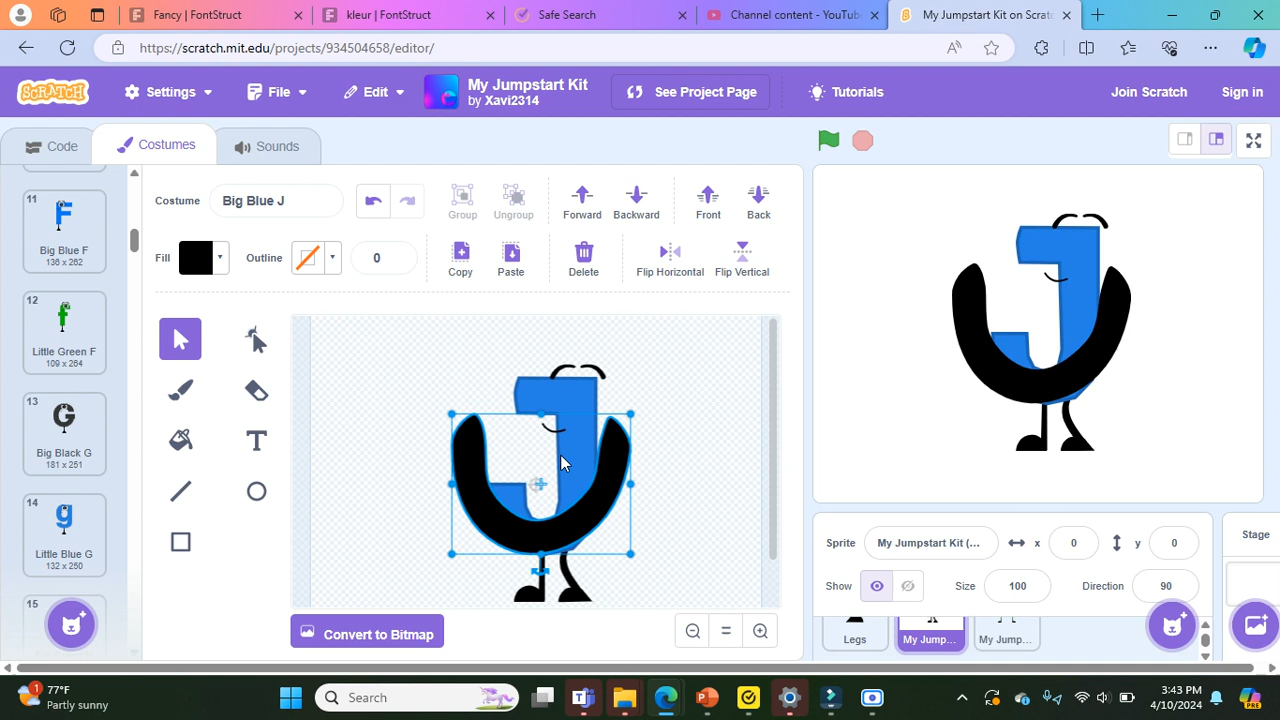 Fancy | FontStruct
kleur | FontStruct
Safe Search
Channel content - YouTub
My Jumpstart Kit on Scratc
https://scratch.mit.edu/projects/934504658/editor/
SCRATCH
Settings
File
Edit
My Jumpstart Kit
by Xavi2314
See Project Page
Tutorials
Join Scratch
Sign in
Code
Costumes
Sounds
11
F
Big Blue F
138 x 262
12
f
Little Green F
109 x 264
13
G
Big Black G
181 x 251
14
g
Little Blue G
132 x 250
15
Costume
Big Blue J
Group
Ungroup
Forward
Backward
Front
Back
Fill
Outline
0
Copy
Paste
Delete
Flip Horizontal
Flip Vertical
T
J
Convert to Bitmap
J
Sprite
My Jumpstart Kit (...
x
0
y
0
Show
Size
100
Direction
90
Stage
Legs
My Jump...
My Jump...
1
77°F
Partly sunny
Search
PRE
3:43 PM
4/10/2024